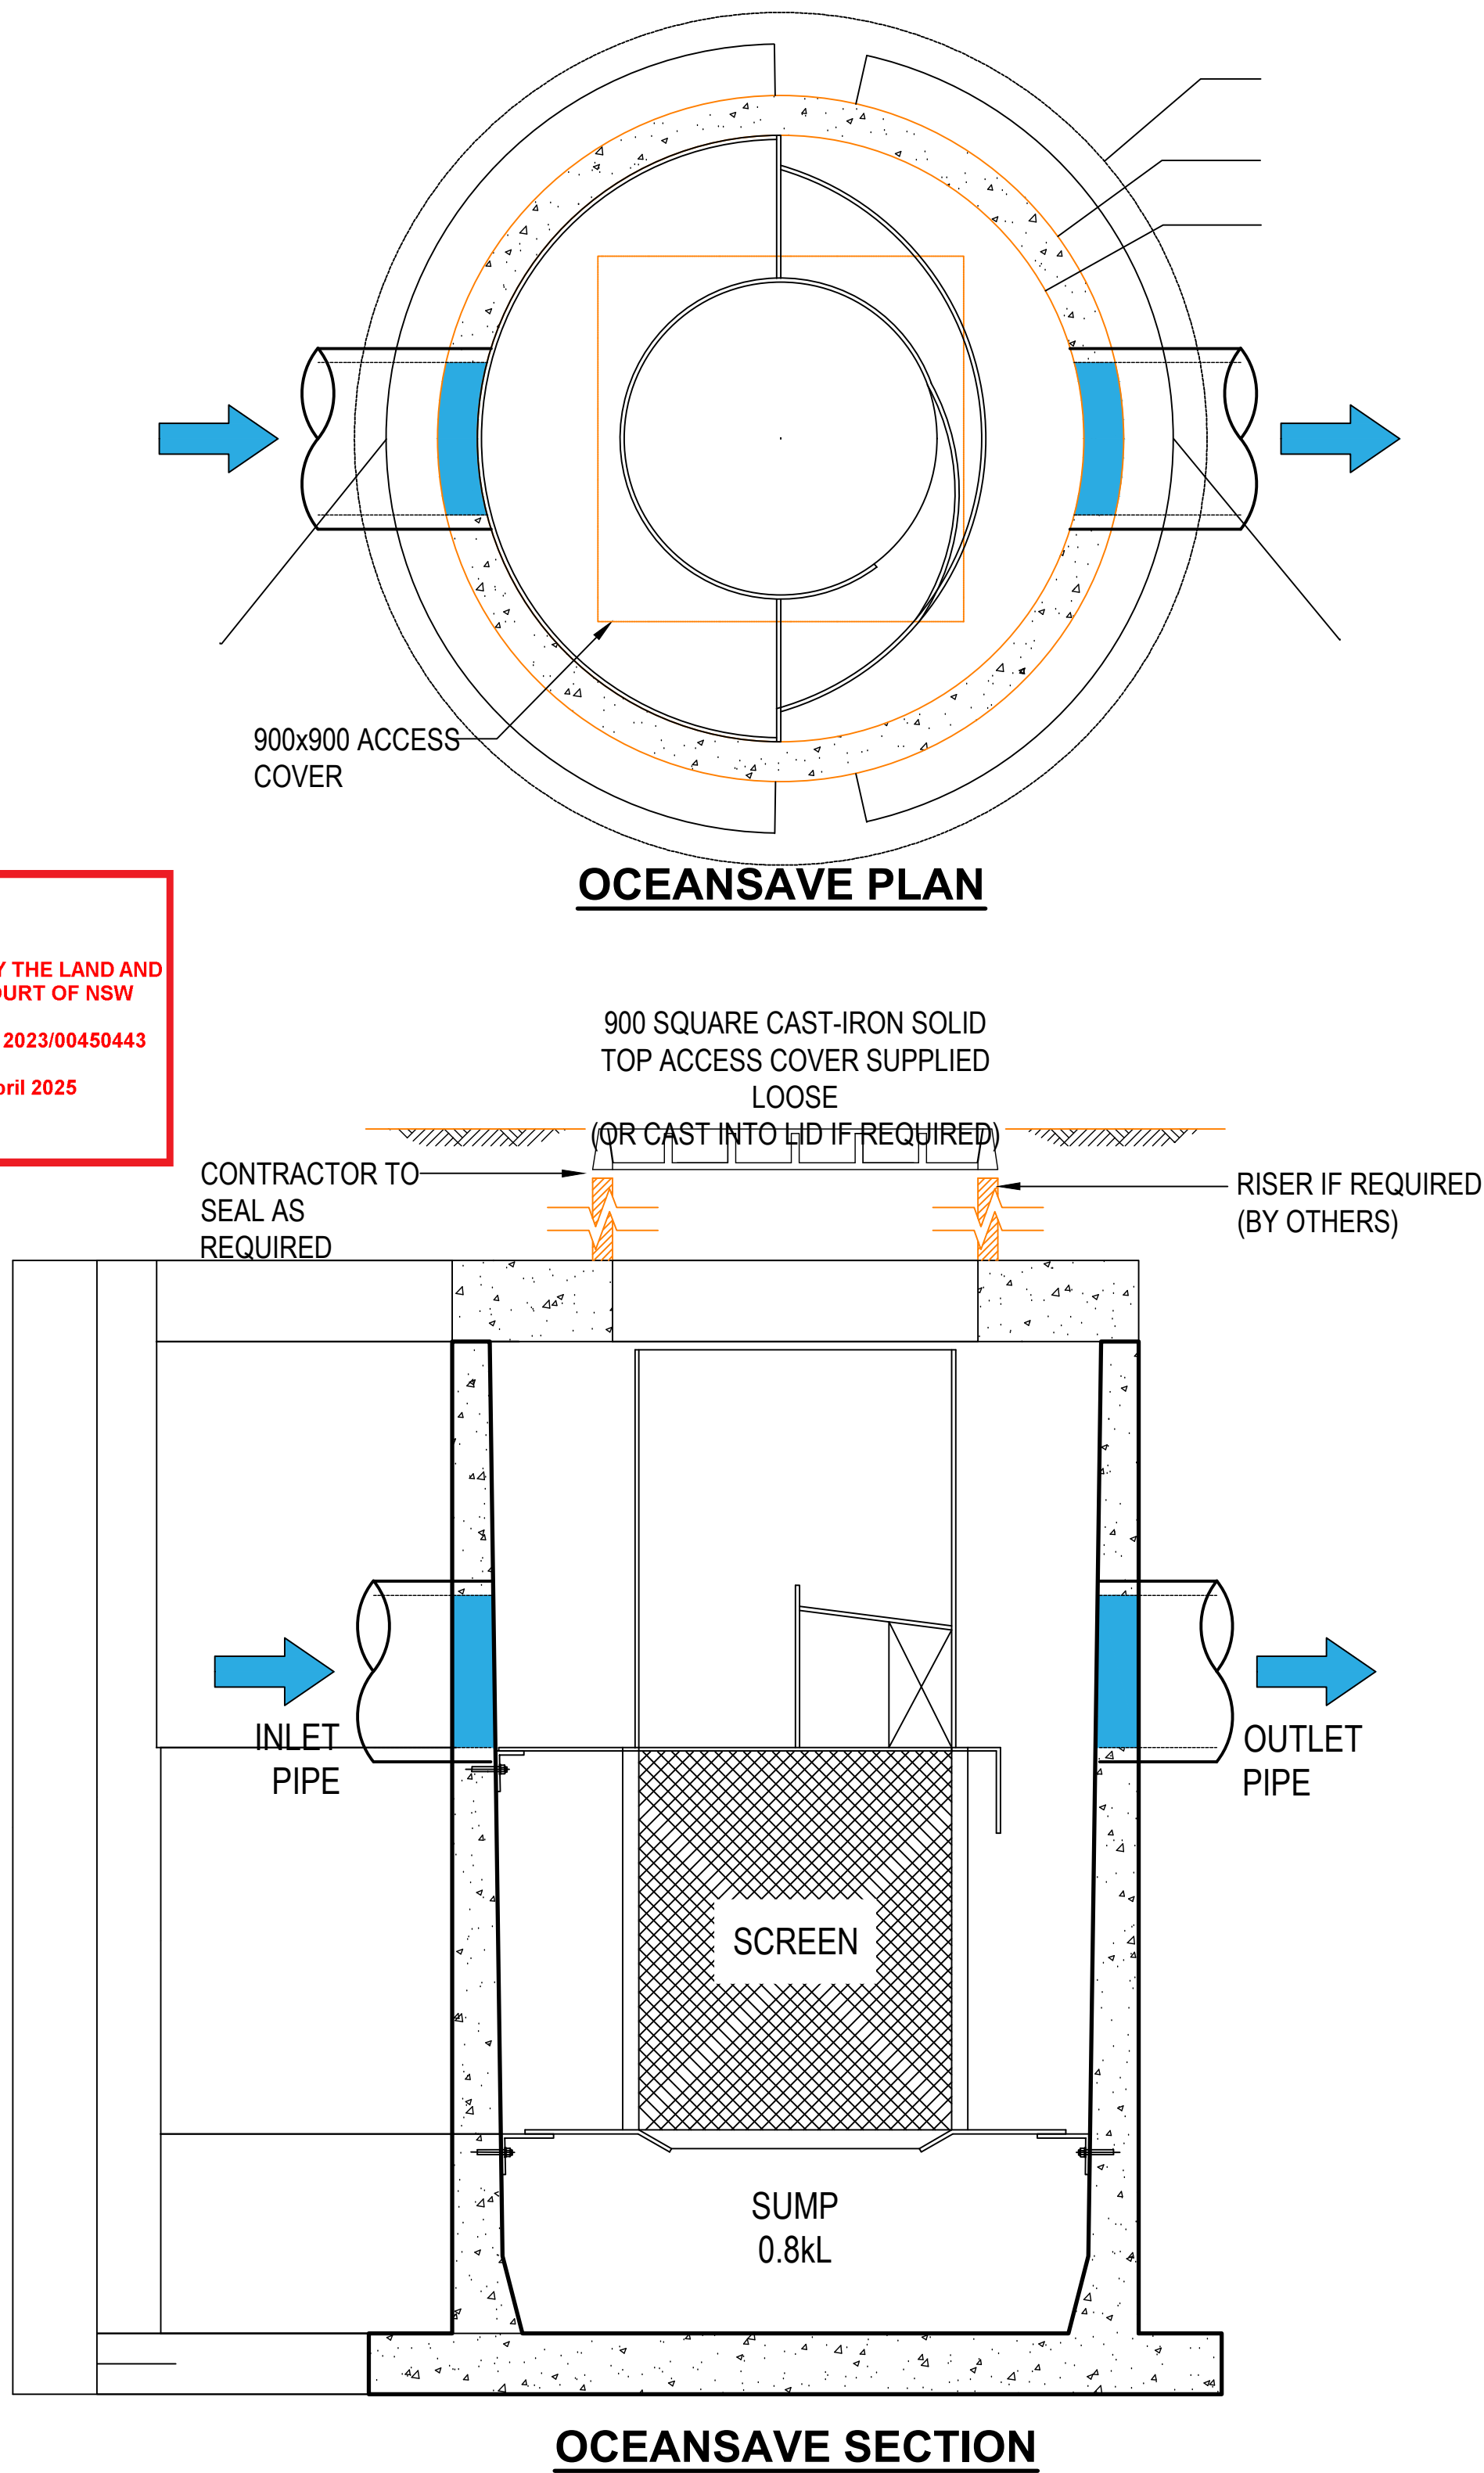 900x900 ACCESS
COVER
OCEANSAVE PLAN
THE LAND AND
OF NSW
2023/00450443
2025
900 SQUARE CAST-IRON SOLID
TOP ACCESS COVER SUPPLIED
LOOSE
(OR CAST INTO LID IF REQUIRED)
CONTRACTOR TO
SEAL AS
REQUIRED
RISER IF REQUIRED
(BY OTHERS)
INLET
PIPE
OUTLET
PIPE
SCREEN
SUMP
0.8kL
OCEANSAVE SECTION